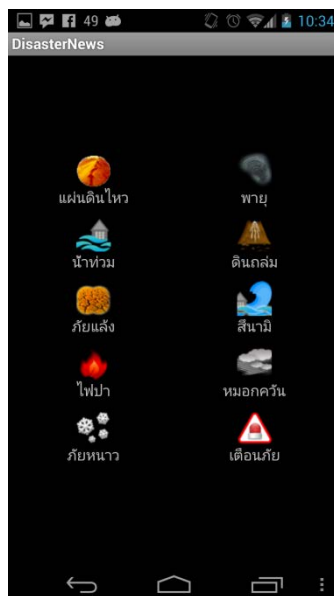 49 10:34
DisasterNews
แผ่นดินไหว พายุ
น้ำท่วม ดินถล่ม
ภัยแล้ง สึนามิ
ไฟป่า หมอกควัน
ภัยหนาว เตือนภัย